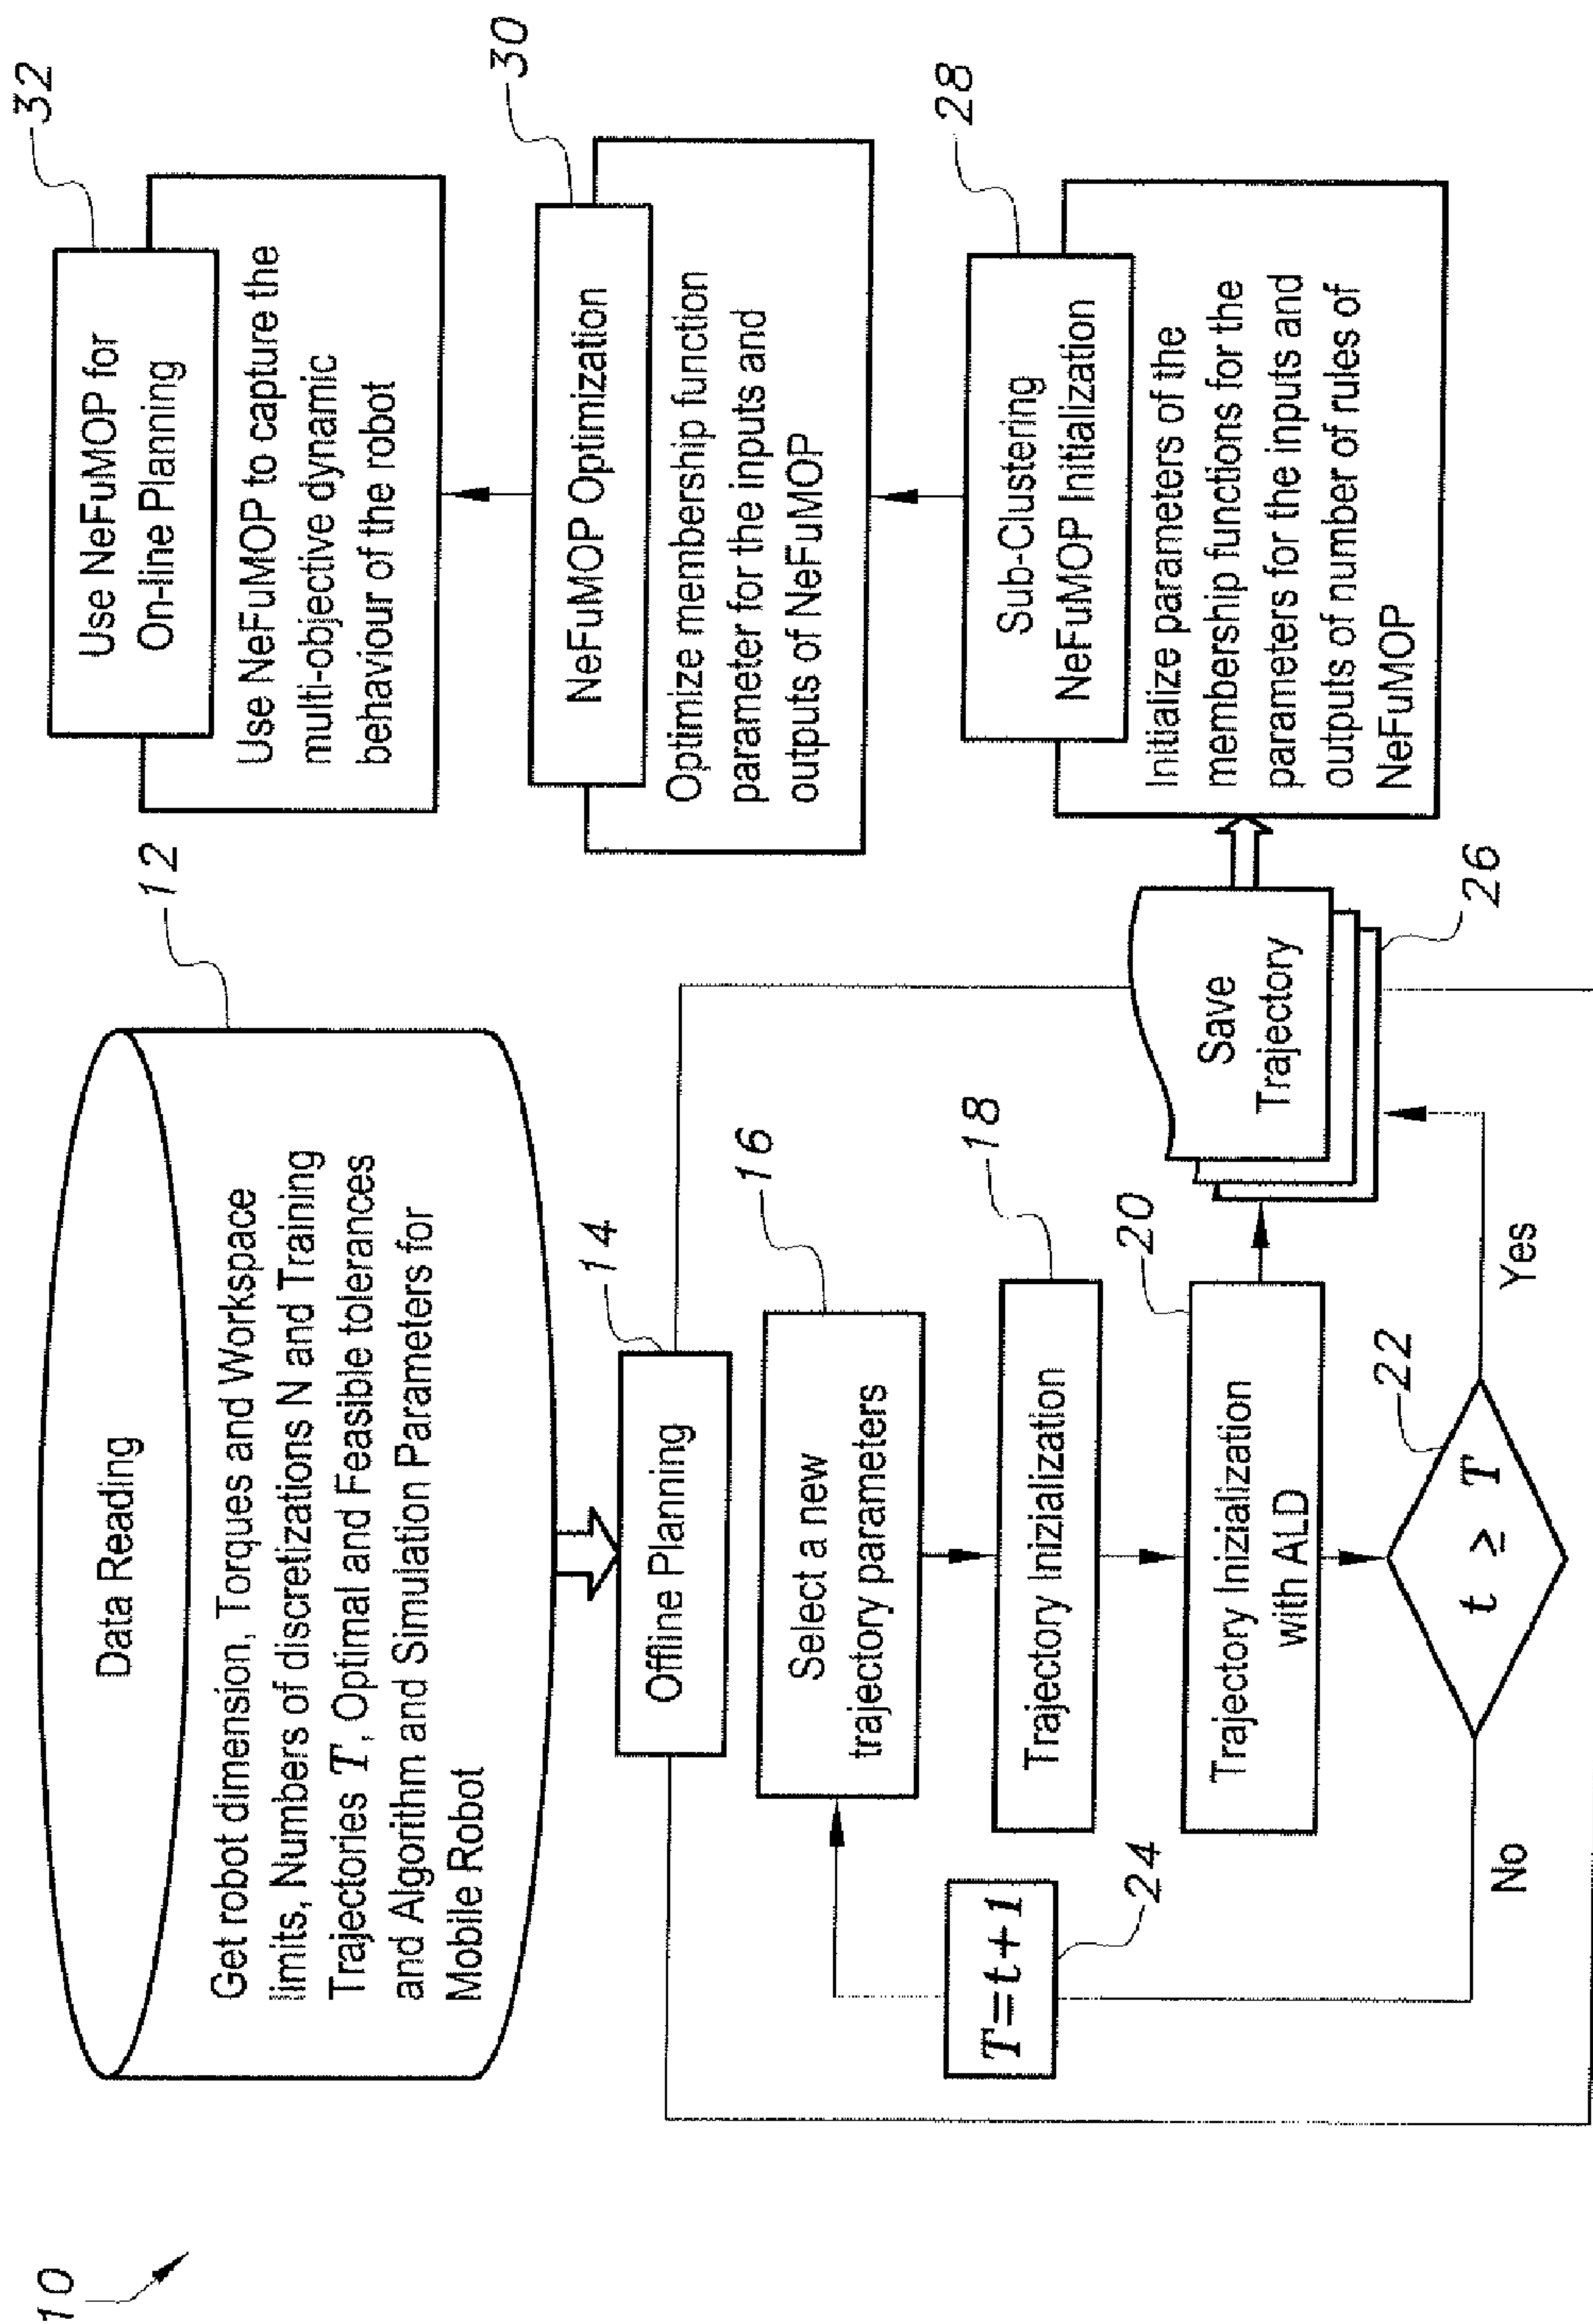 10
Data Reading
12
Get robot dimension, Torques and Workspace
limits, Numbers of discretizations N and Training
Trajectories T, Optimal and Feasible tolerances
and Algorithm and Simulation Parameters for
Mobile Robot
Offline Planning
14
Select a new
trajectory parameters
16
Trajectory Inizialization
18
Trajectory Inizialization
with ALD
20
t ≥ T
22
No
Yes
T=t+1
24
Save
Trajectory
26
Sub-Clustering
NeFuMOP Initialization
28
Initialize parameters of the
membership functions for the
parameters for the inputs and
outputs of number of rules of
NeFuMOP
NeFuMOP Optimization
30
Optimize membership function
parameter for the inputs and
outputs of NeFuMOP
Use NeFuMOP for
On-line Planning
32
Use NeFuMOP to capture the
multi-objective dynamic
behaviour of the robot